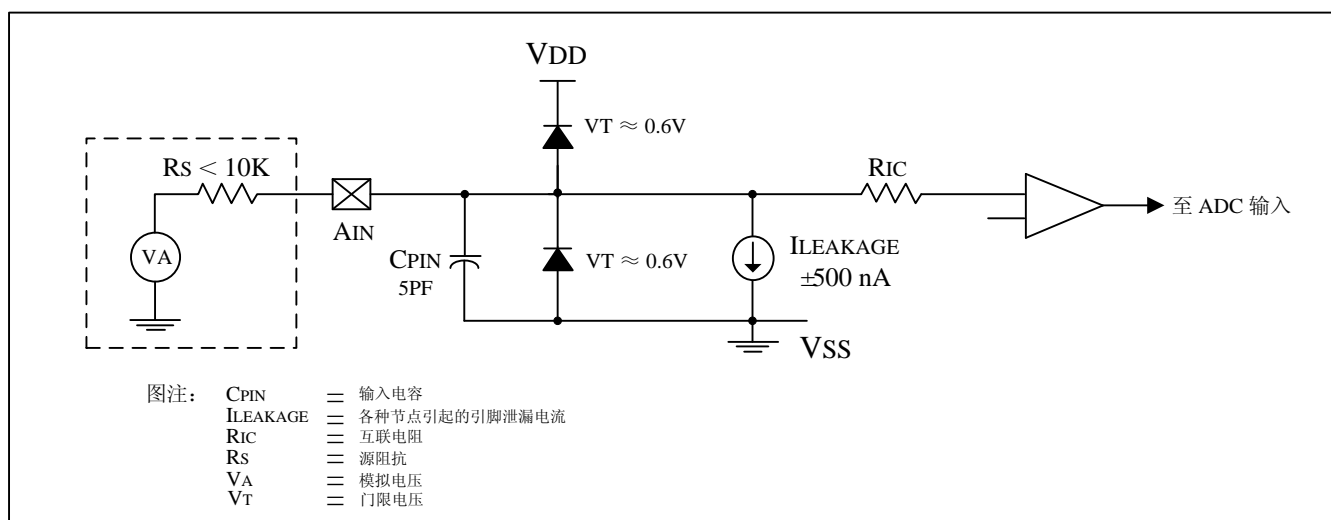 VDD
VT ≈ 0.6V
RS < 10K
RIC
AIN
至 ADC 输入
VA
CPIN
5PF
VT ≈ 0.6V
ILEAKAGE
±500 nA
VSS
图注： CPIN = 输入电容
ILEAKAGE = 各种节点引起的引脚泄漏电流
RIC = 互联电阻
RS = 源阻抗
VA = 模拟电压
VT = 门限电压